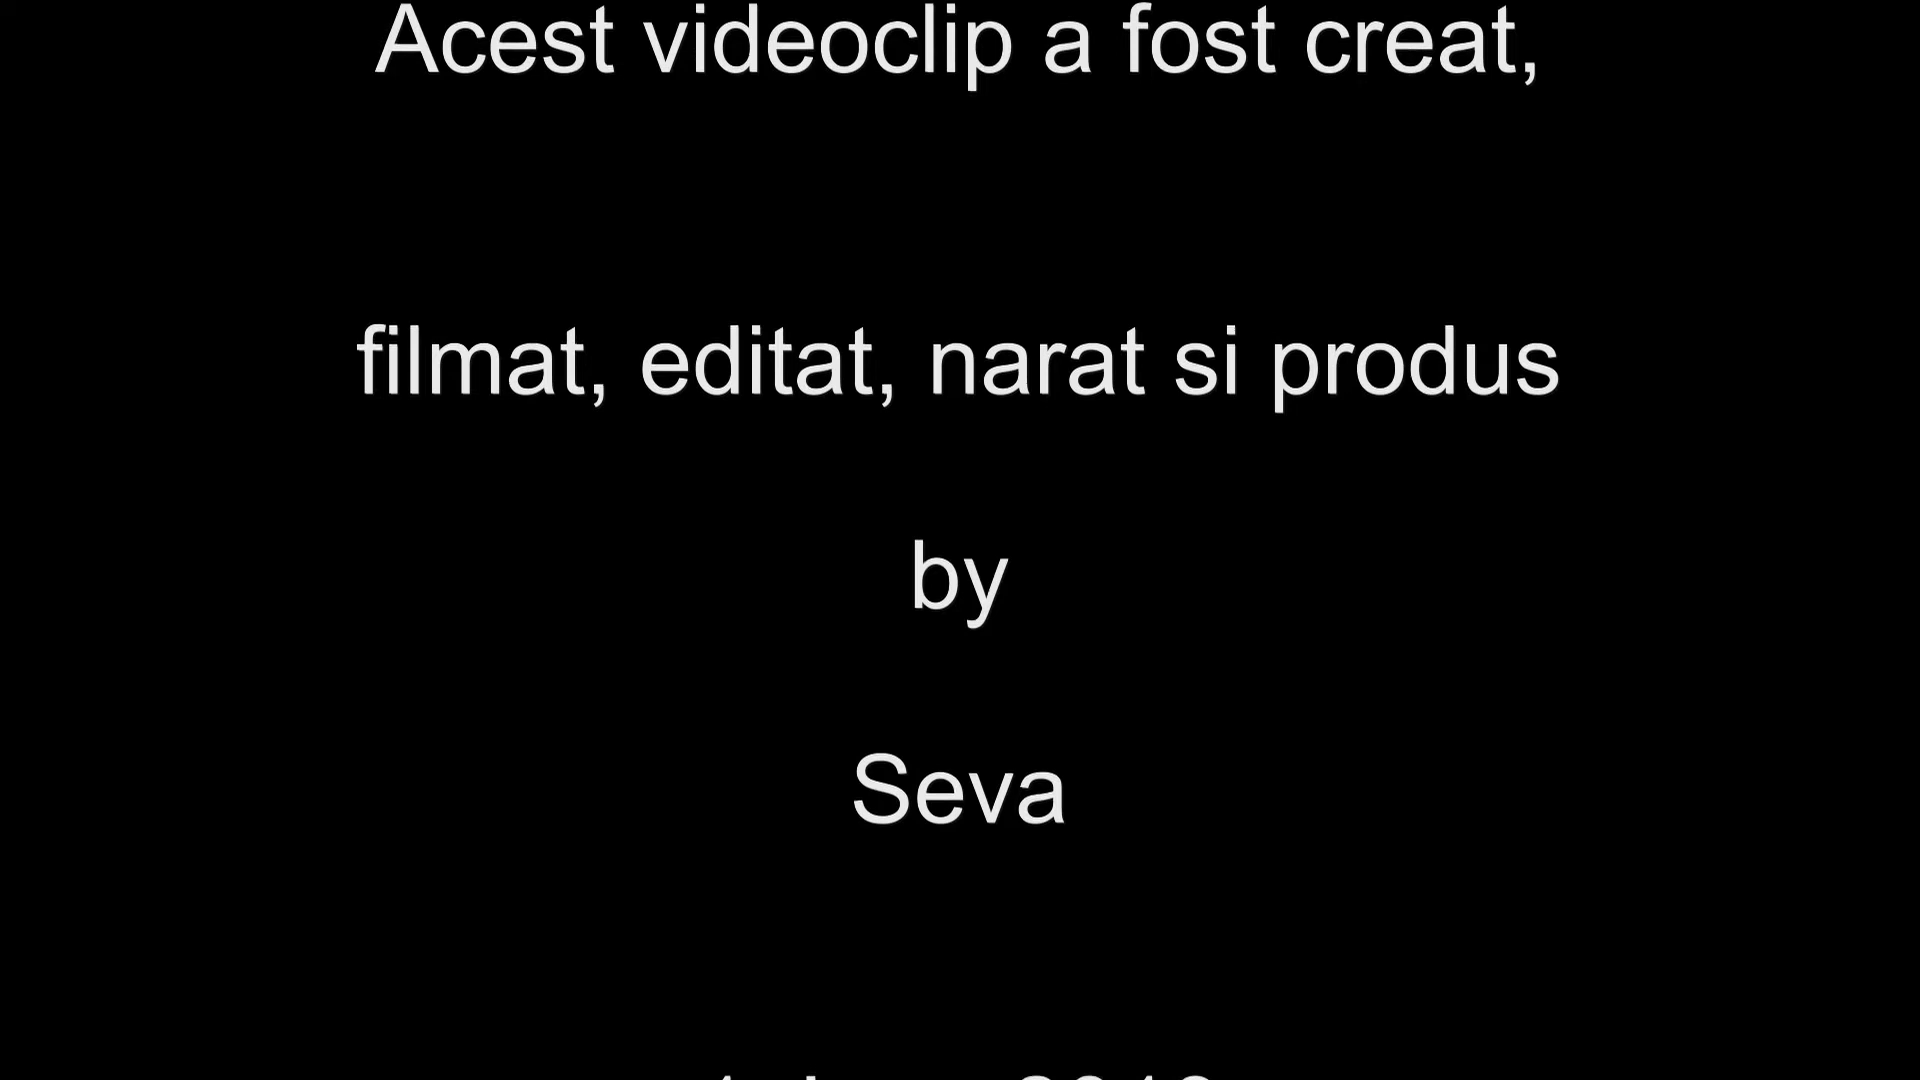 Acest videoclip a fost creat,
filmat, editat, narat si produs
by
Seva